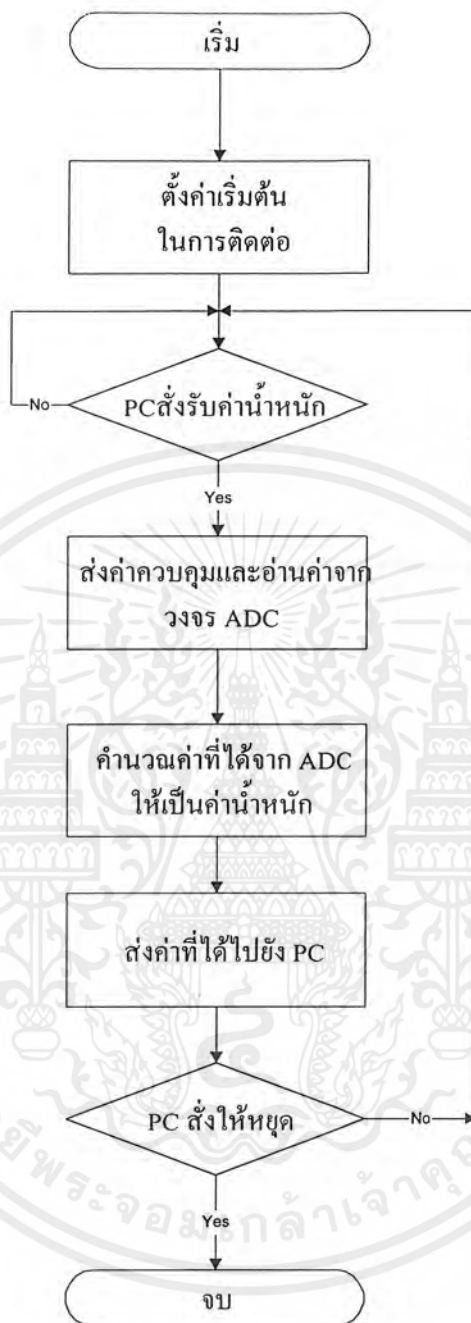 เริ่ม
ตั้งค่าเริ่มต้น
ในการติดต่อ
No
PCสั่งรับค่าน้ำหนัก
Yes
ส่งค่าควบคุมและอ่านค่าจาก
วงจร ADC
คำนวณค่าที่ได้จาก ADC
ให้เป็นค่าน้ำหนัก
ส่งค่าที่ได้ไปยัง PC
PC สั่งให้หยุด
No
Yes
จบ